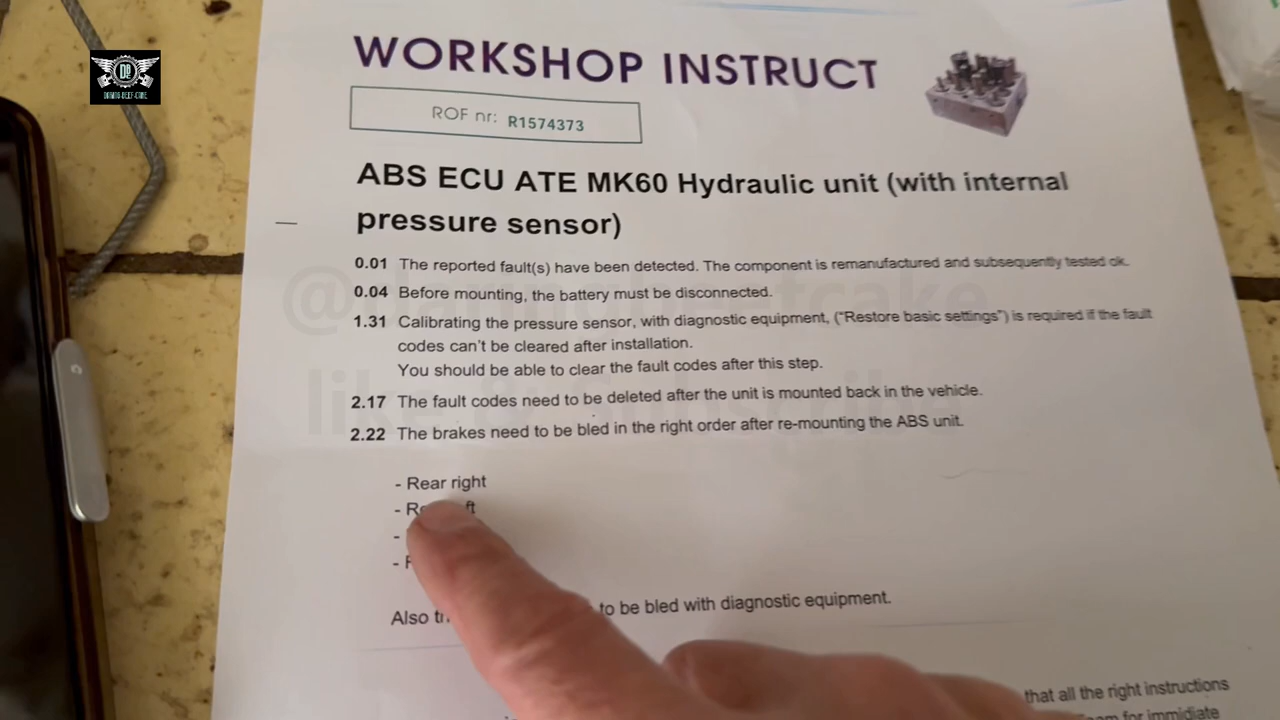 WORKSHOP INSTRUCT
ROF nr: R1574373
ABS ECU ATE MK60 Hydraulic unit (with internal
pressure sensor)
0.01 The reported fault(s) have been detected. The component is remanufactured and subsequently tested ok.
0.04 Before mounting, the battery must be disconnected.
1.31 Calibrating the pressure sensor, with diagnostic equipment, ("Restore basic settings") is required if the fault
codes can't be cleared after installation.
You should be able to clear the fault codes after this step.
2.17 The fault codes need to be deleted after the unit is mounted back in the vehicle.
2.22 The brakes need to be bled in the right order after re-mounting the ABS unit.
- Rear right
-
-
-
Also to be bled with diagnostic equipment.
that all the right instructions
for immidiate
like & Subscribe